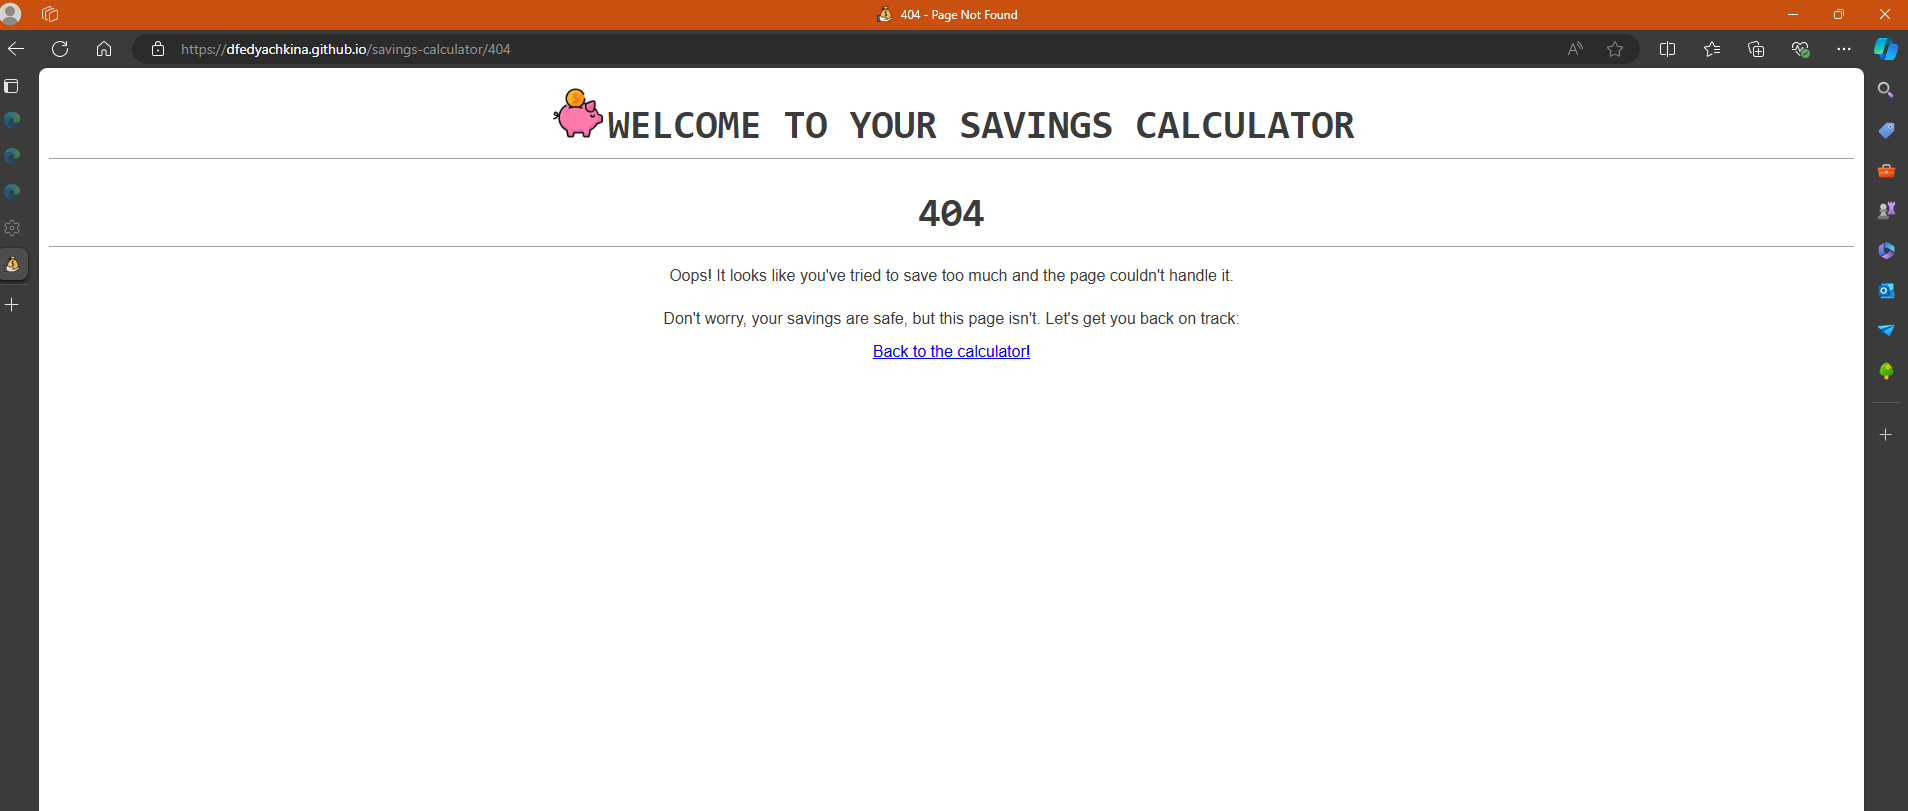 404 - Page Not Found
https://dfedyachkina.github.io/savings-calculator/404
WELCOME TO YOUR SAVINGS CALCULATOR
404
Oops! It looks like you've tried to save too much and the page couldn't handle it.
Don't worry, your savings are safe, but this page isn't. Let's get you back on track:
Back to the calculator!